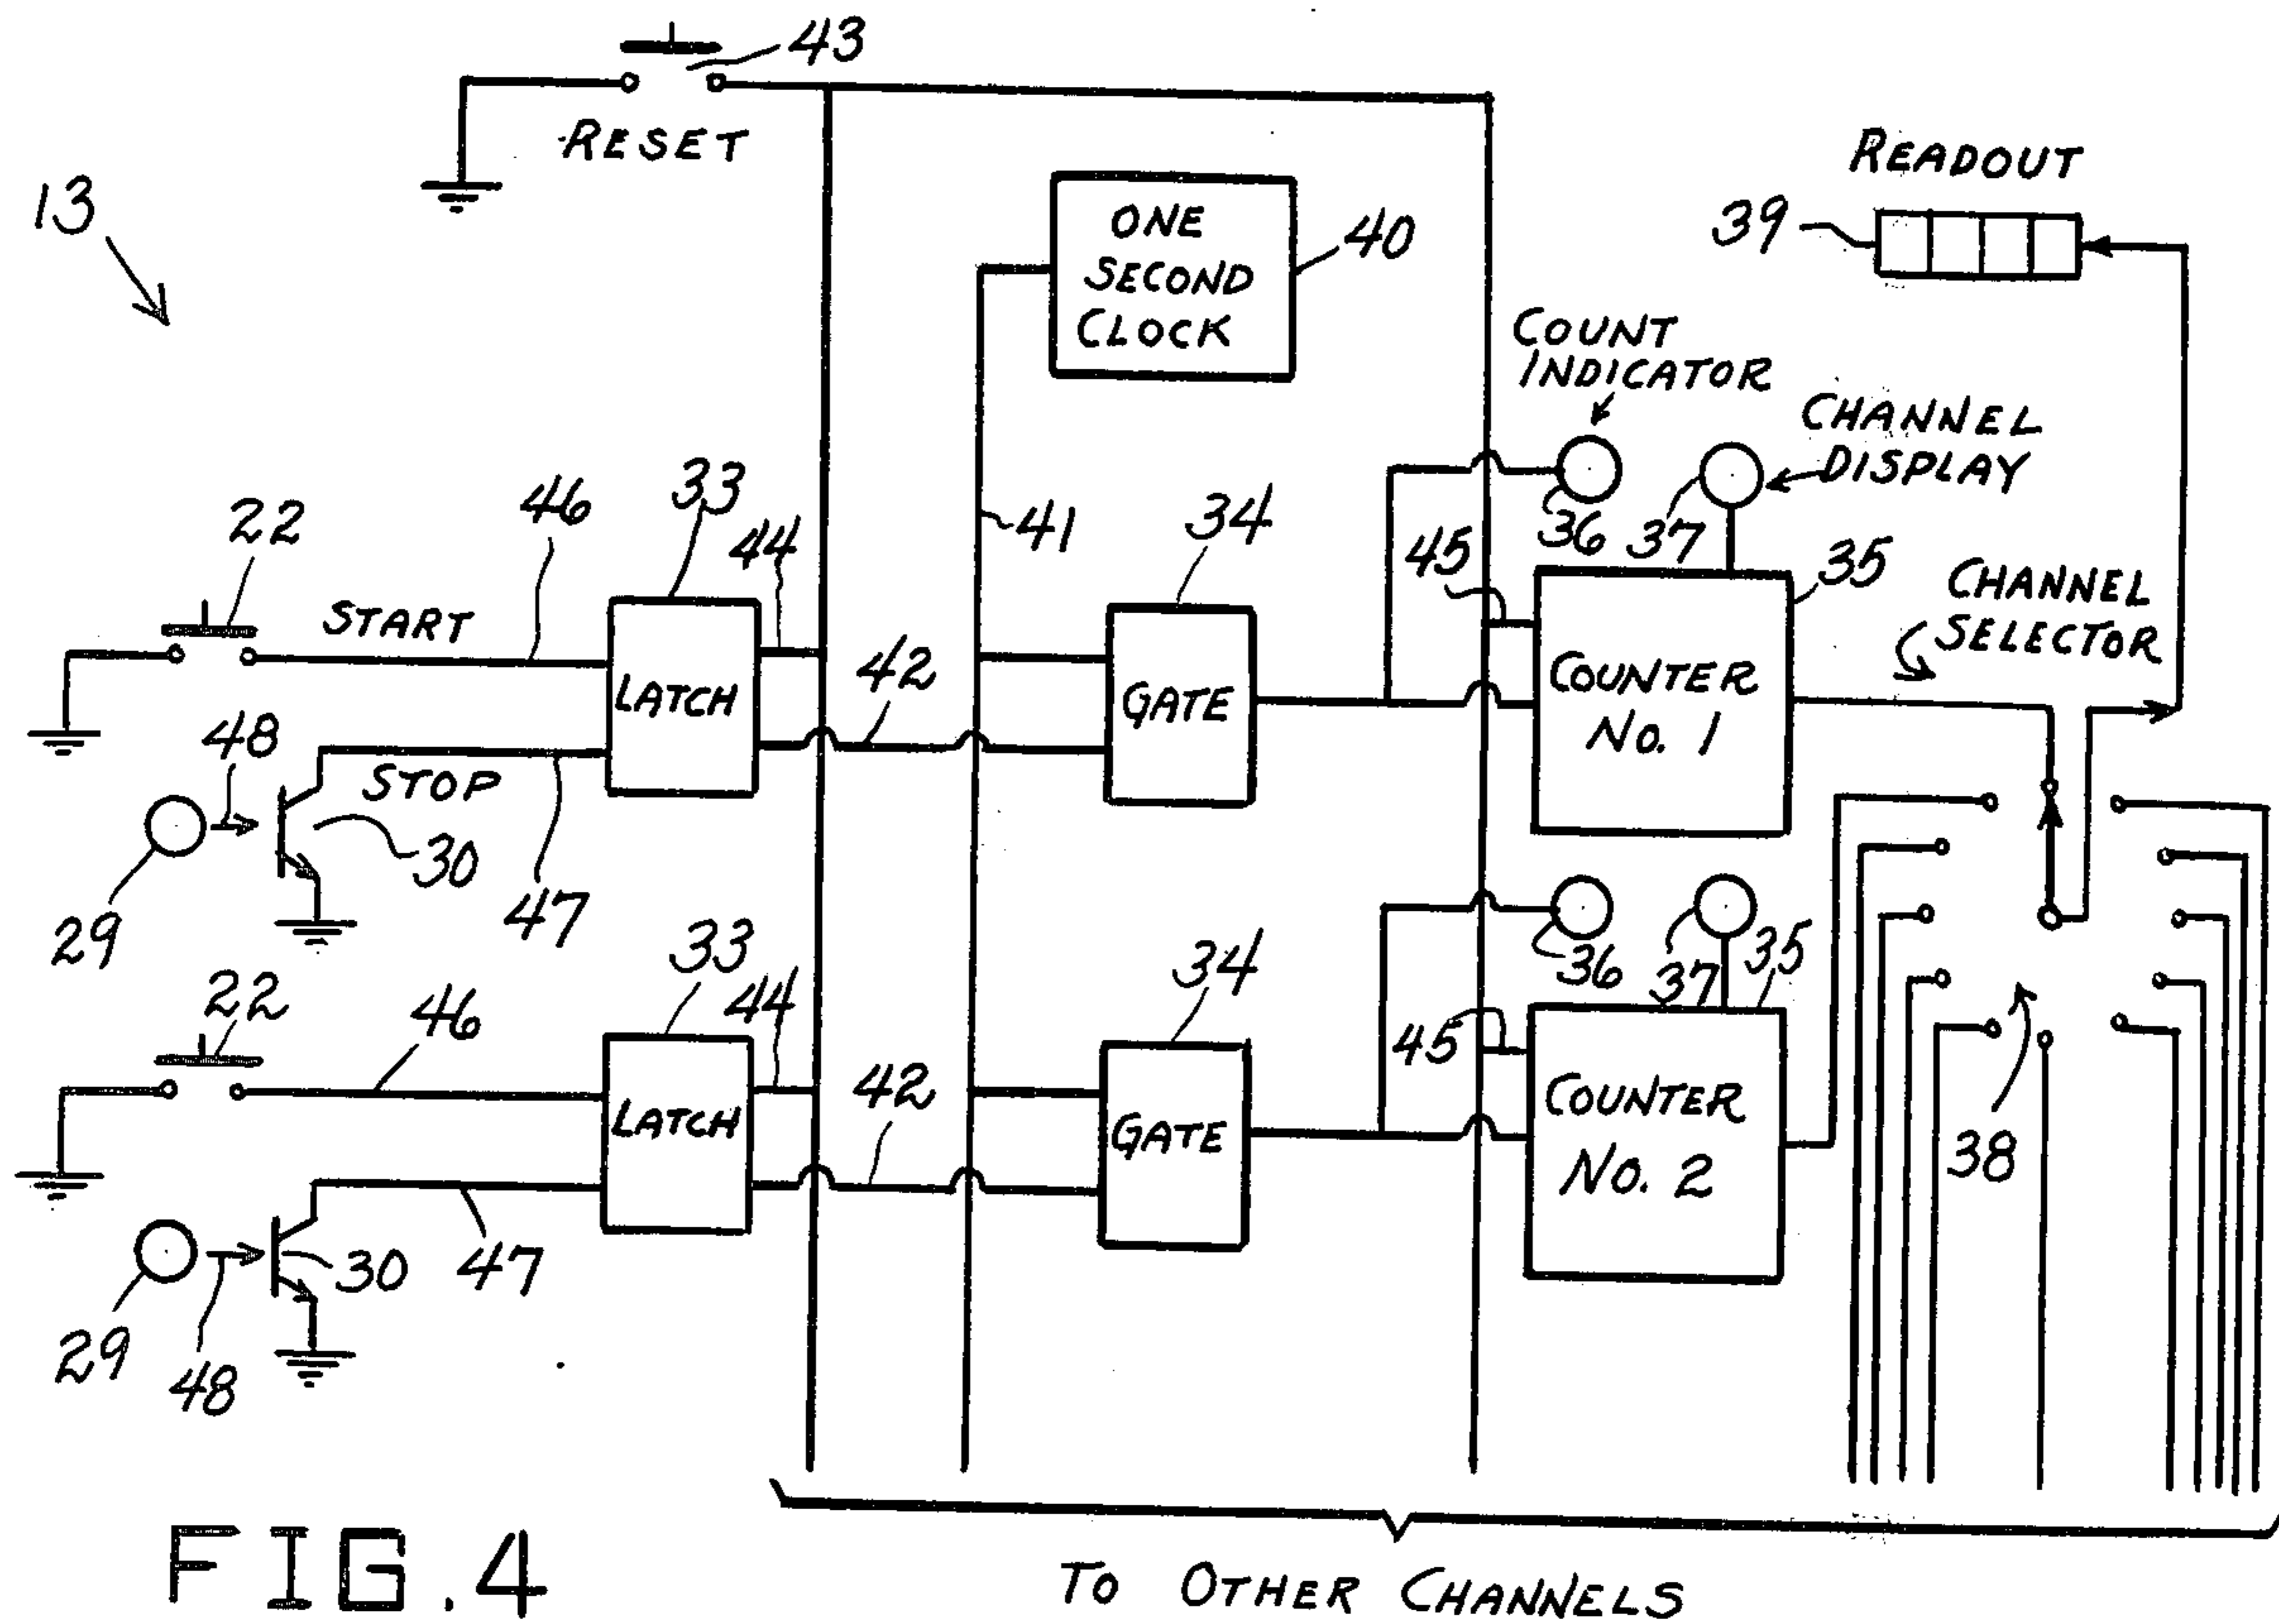 43
RESET
13
READOUT
39
ONE
SECOND
CLOCK
40
COUNT
INDICATOR
CHANNEL
DISPLAY
36
37
22
START
46
33
44
41
34
45
35
CHANNEL
SELECTOR
LATCH
42
GATE
COUNTER
No. 1
48
STOP
30
47
29
22
46
33
44
34
36
37
35
45
LATCH
42
GATE
COUNTER
No. 2
38
30
47
29
48
FIG. 4
TO OTHER CHANNELS